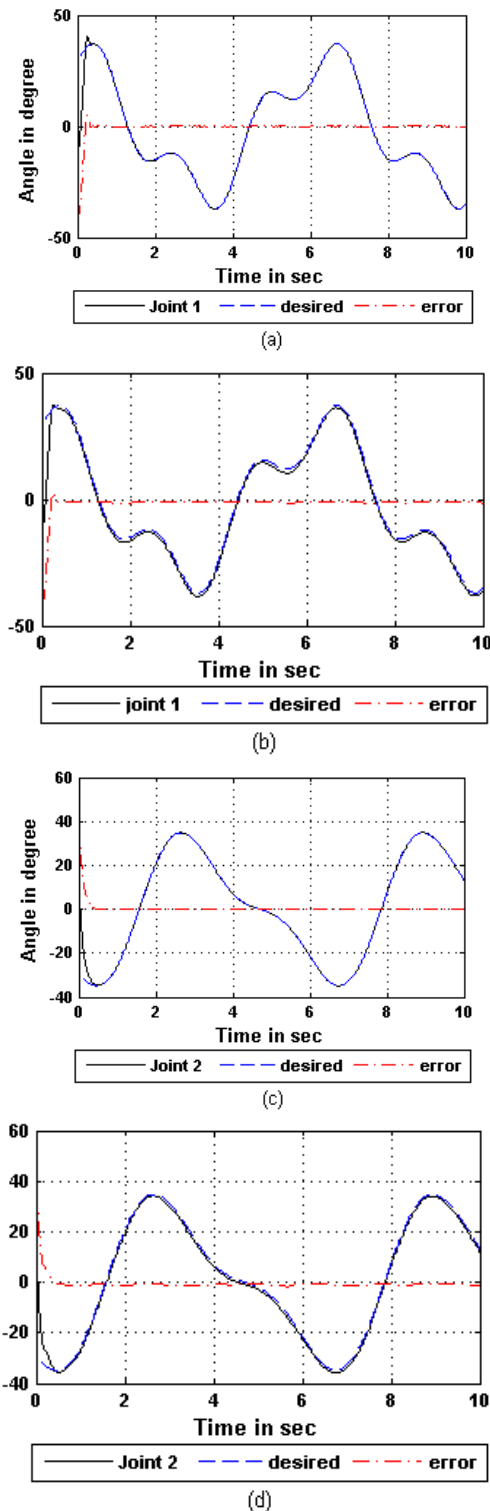 50
0
-50
Angle in degree
0 2 4 6 8 10
Time in sec
Joint 1 desired error
(a)
50
0
-50
0 2 4 6 8 10
Time in sec
joint 1 desired error
(b)
60
40
20
0
-20
-40
Angle in degree
0 2 4 6 8 10
Time in sec
Joint 2 desired error
(c)
60
40
20
0
-20
-40
0 2 4 6 8 10
Time in sec
Joint 2 desired error
(d)